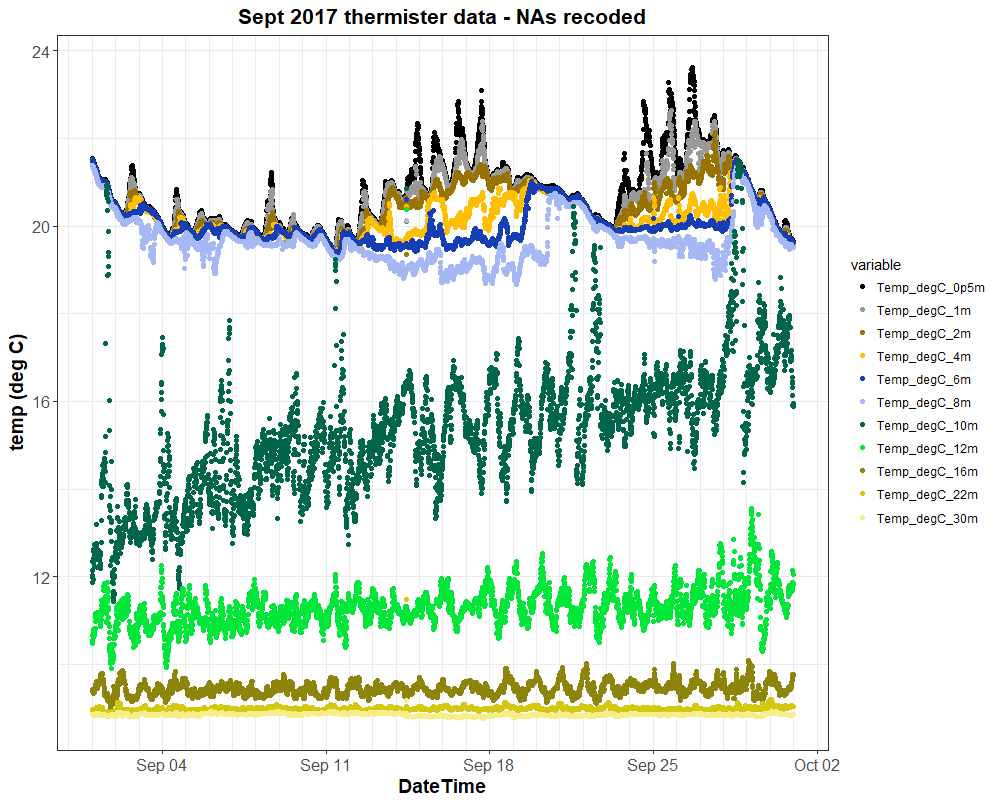 Sept 2017 thermister data - NAs recoded
24
20
16
12
temp (deg C)
Sep 04
Sep 11
Sep 18
Sep 25
Oct 02
DateTime
variable
Temp_degC_0p5m
Temp_degC_1m
Temp_degC_2m
Temp_degC_4m
Temp_degC_6m
Temp_degC_8m
Temp_degC_10m
Temp_degC_12m
Temp_degC_16m
Temp_degC_22m
Temp_degC_30m